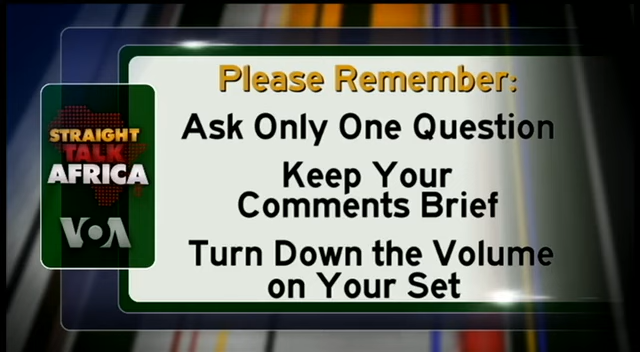 Please Remember:
Ask Only One Question
Keep Your
Comments Brief
Turn Down the Volume
on Your Set
STRAIGHT
TALK
AFRICA
VOA